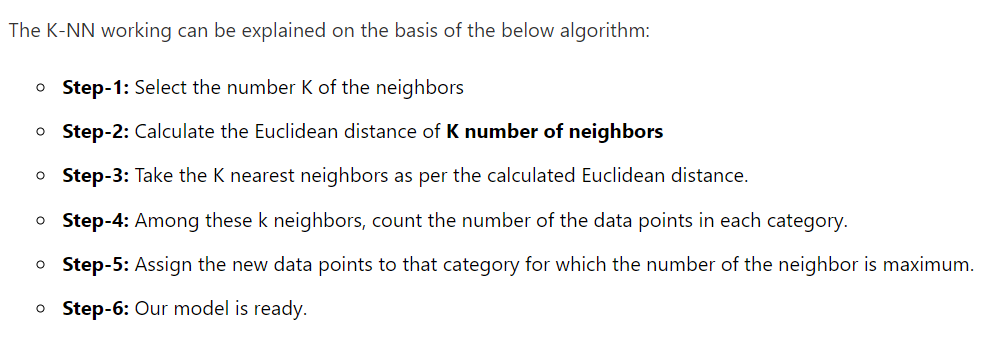 The K-NN working can be explained on the basis of the below algorithm:
Step-1: Select the number K of the neighbors
Step-2: Calculate the Euclidean distance of K number of neighbors
Step-3: Take the K nearest neighbors as per the calculated Euclidean distance.
Step-4: Among these k neighbors, count the number of the data points in each category.
Step-5: Assign the new data points to that category for which the number of the neighbor is maximum.
Step-6: Our model is ready.